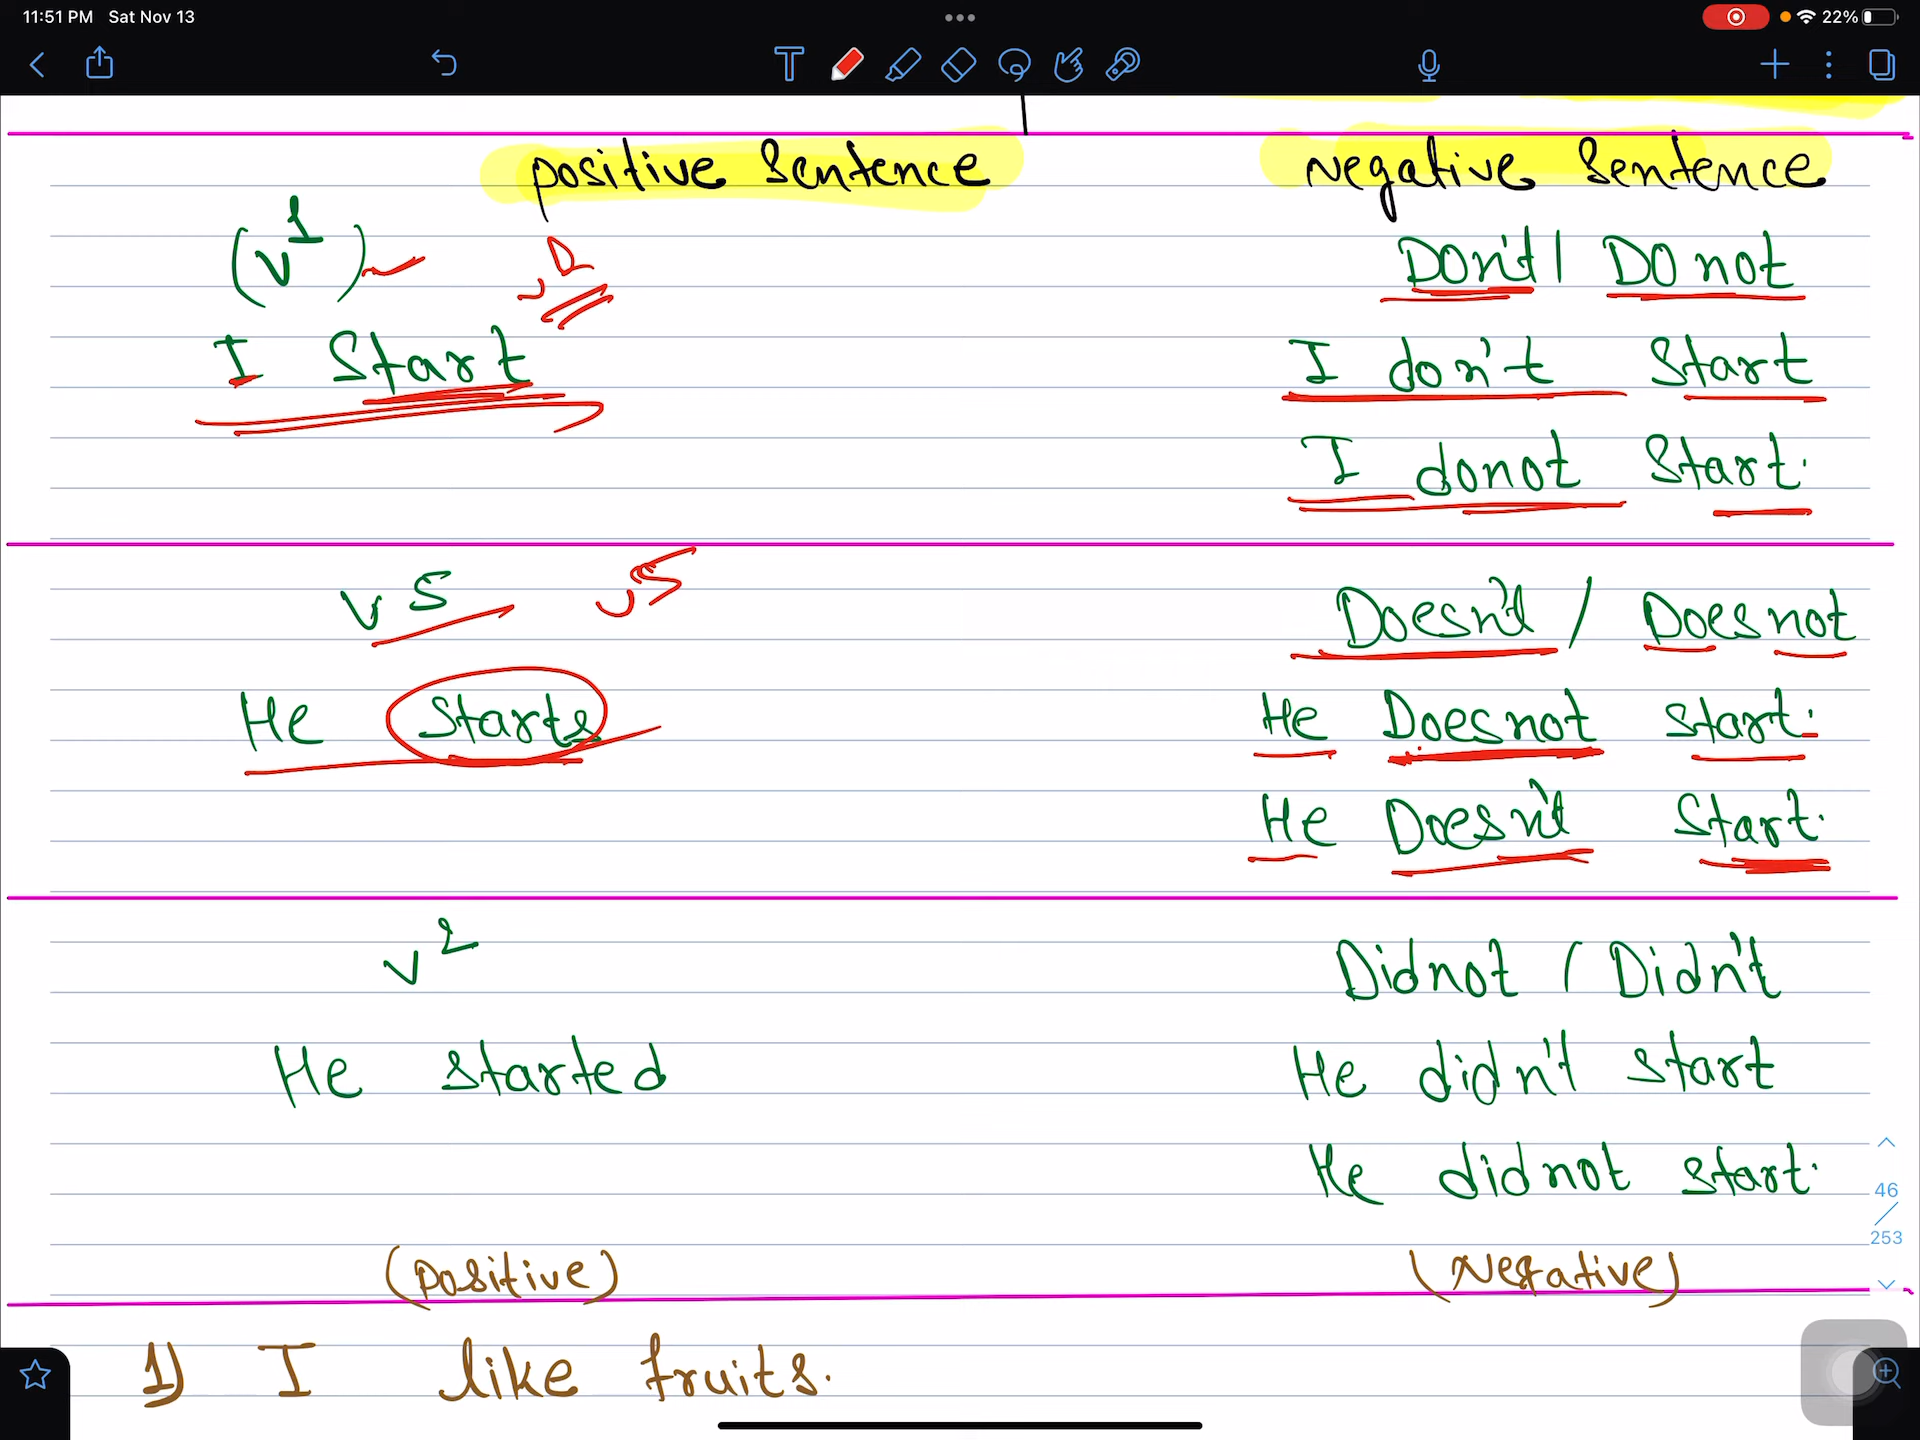 11:51 PM Sat Nov 13
22%
positive Sentence
Negative Sentence
(V1)
Don't / DO not
I Start
I don't Start
I donot Start.
V5 V5
Doesn't / Does not
He Starts
He Doesnot Start.
He Doesn't Start.
V2
Didnot / Didn't
He started
He didn't start
He didnot start.
46
253
(positive)
(Negative)
1) I like fruits.